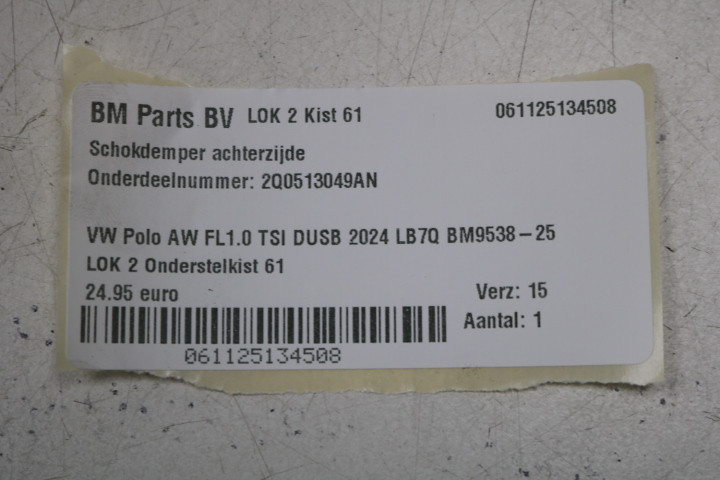 BM Parts BV LOK 2 Kist 61 061125134508
Schokdemper achterzijde
Onderdeelnummer: 2Q0513049AN
VW Polo AW FL1.0 TSI DUSB 2024 LB7Q BM9538-25
LOK 2 Onderstelkist 61
24.95 euro Verz: 15
Aantal: 1
061125134508